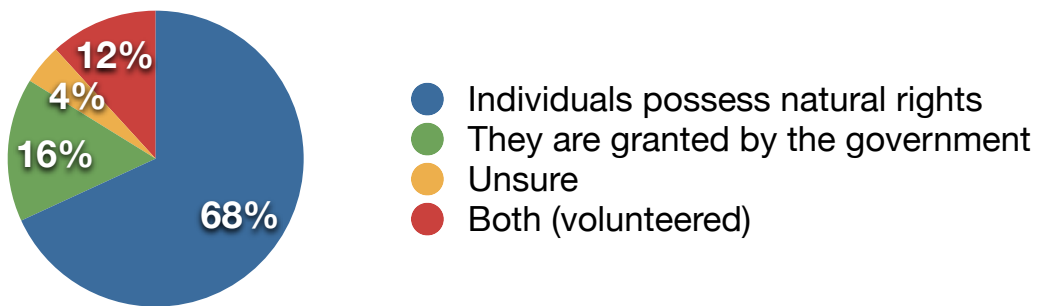 12%
4%
16%
68%
Individuals possess natural rights
They are granted by the government
Unsure
Both (volunteered)